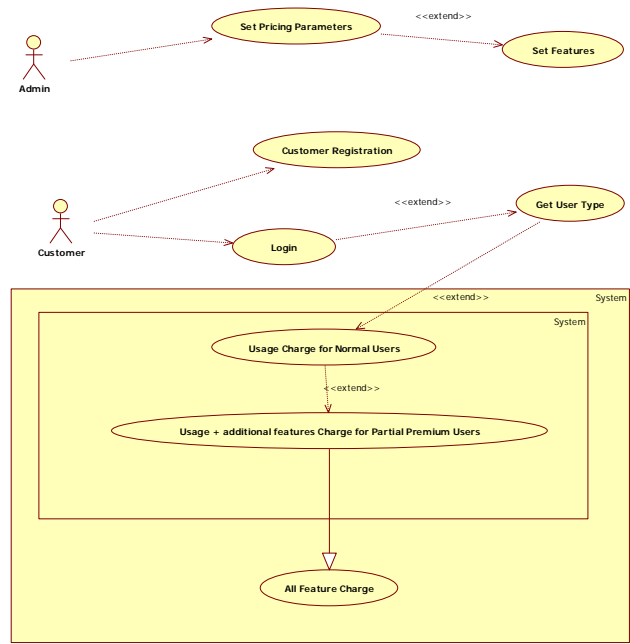 <<extend>>
Set Pricing Parameters
Set Features
Admin
Customer Registration
<<extend>>
Get User Type
Customer
Login
<<extend>>
System
System
Usage Charge for Normal Users
<<extend>>
Usage + additional features Charge for Partial Premium Users
All Feature Charge